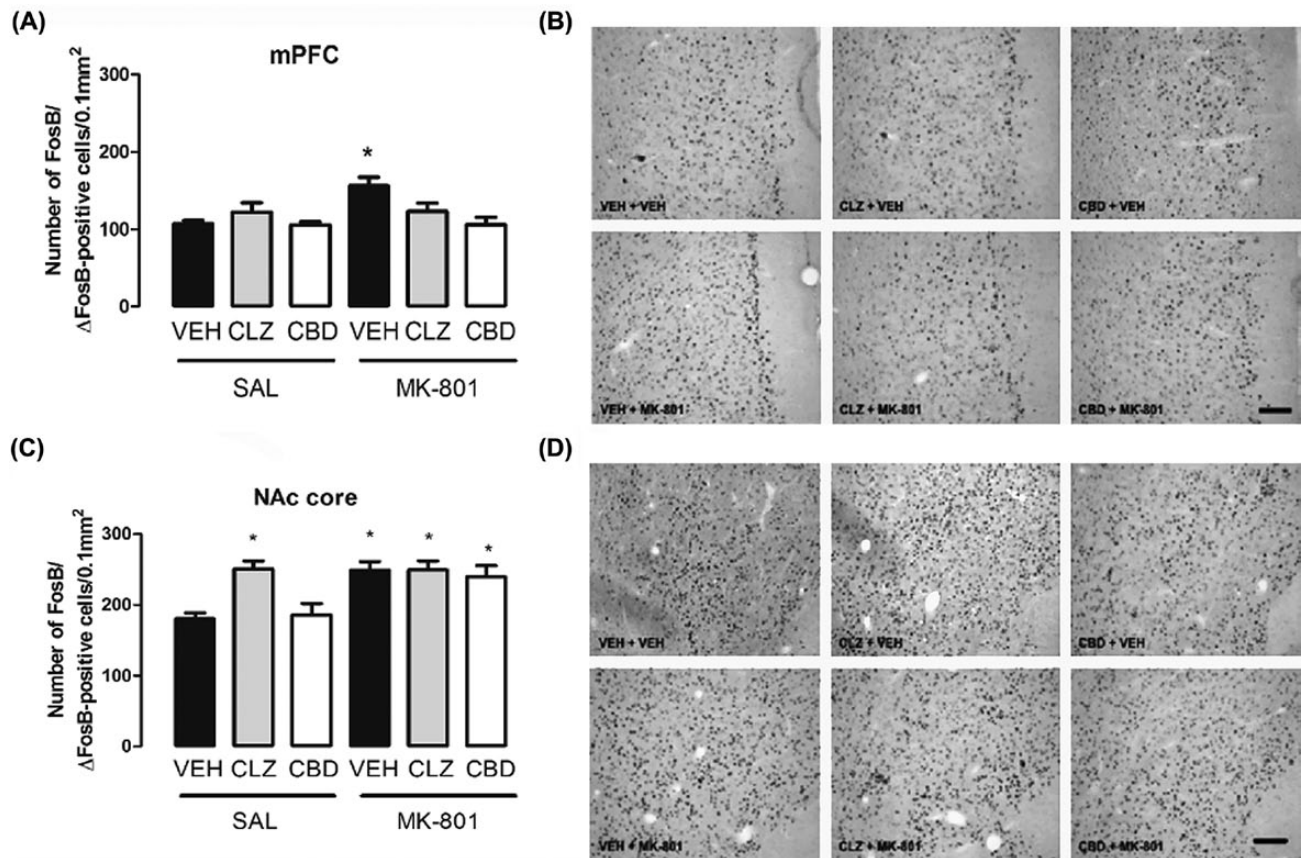 (A)
mPFC
Number of FosB/
ΔFosB-positive cells/0.1mm²
300
200
100
0
*
VEH CLZ CBD VEH CLZ CBD
SAL MK-801
(B)
VEH + VEH
CLZ + VEH
CBD + VEH
VEH + MK-801
CLZ + MK-801
CBD + MK-801
(C)
NAc core
Number of FosB/
ΔFosB-positive cells/0.1mm²
300
200
100
0
* * * *
VEH CLZ CBD VEH CLZ CBD
SAL MK-801
(D)
VEH + VEH
CLZ + VEH
CBD + VEH
VEH + MK-801
CLZ + MK-801
CBD + MK-801